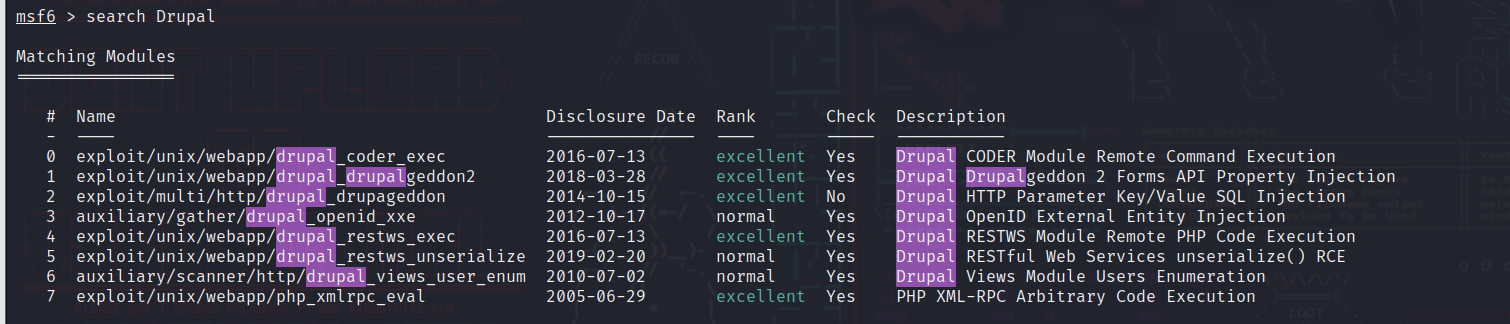 msf6 > search Drupal
Matching Modules
================
# Name Disclosure Date Rank Check Description
- ---- --------------- ---- ----- -----------
0 exploit/unix/webapp/drupal_coder_exec 2016-07-13 excellent Yes Drupal CODER Module Remote Command Execution
1 exploit/unix/webapp/drupal_drupalgeddon2 2018-03-28 excellent Yes Drupal Drupalgeddon 2 Forms API Property Injection
2 exploit/multi/http/drupal_drupageddon 2014-10-15 excellent No Drupal HTTP Parameter Key/Value SQL Injection
3 auxiliary/gather/drupal_openid_xxe 2012-10-17 normal Yes Drupal OpenID External Entity Injection
4 exploit/unix/webapp/drupal_restws_exec 2016-07-13 excellent Yes Drupal RESTWS Module Remote PHP Code Execution
5 exploit/unix/webapp/drupal_restws_unserialize 2019-02-20 normal Yes Drupal RESTful Web Services unserialize() RCE
6 auxiliary/scanner/http/drupal_views_user_enum 2010-07-02 normal Yes Drupal Views Module Users Enumeration
7 exploit/unix/webapp/php_xmlrpc_eval 2005-06-29 excellent Yes PHP XML-RPC Arbitrary Code Execution
RECON
LOOT